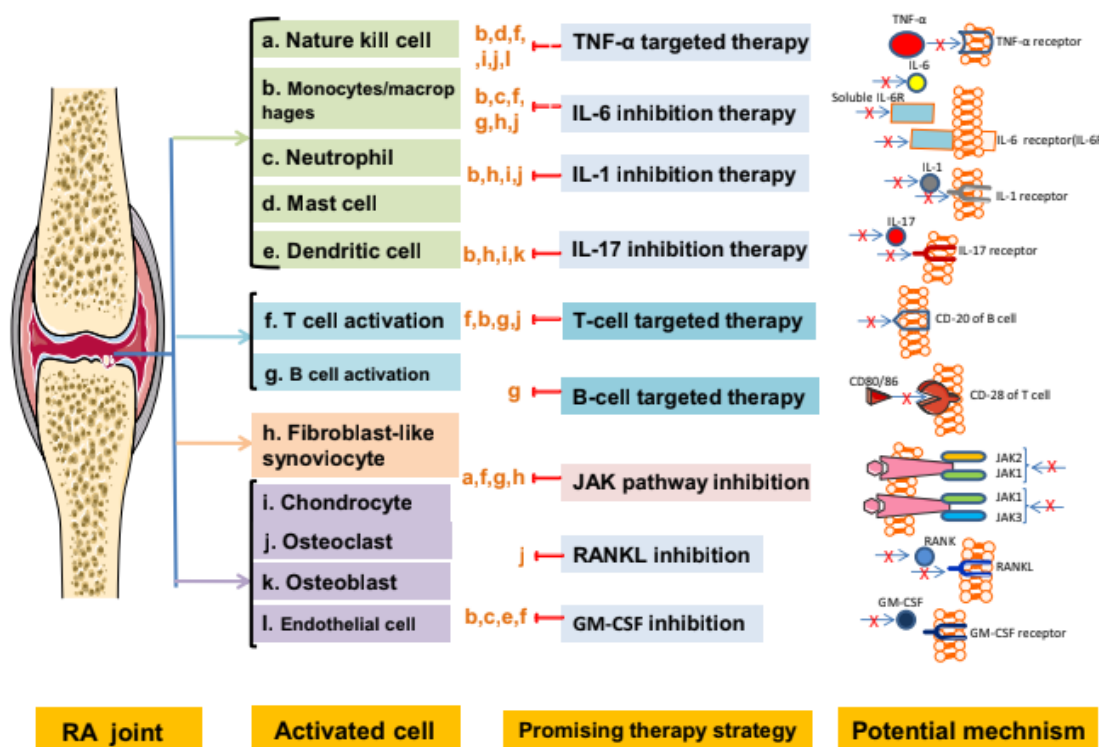 a. Nature kill cell
b. Monocytes/macrop
hages
c. Neutrophil
d. Mast cell
e. Dendritic cell
f. T cell activation
g. B cell activation
h. Fibroblast-like
synoviocyte
i. Chondrocyte
j. Osteoclast
k. Osteoblast
l. Endothelial cell
b,d,f,
,i,j,l
TNF-α targeted therapy
b,c,f,
g,h,j
IL-6 inhibition therapy
b,h,i,j
IL-1 inhibition therapy
b,h,i,k
IL-17 inhibition therapy
f,b,g,j
T-cell targeted therapy
g
B-cell targeted therapy
a,f,g,h
JAK pathway inhibition
j
RANKL inhibition
b,c,e,f
GM-CSF inhibition
TNF-α
X
TNF-α receptor
IL-6
X
Soluble IL-6R
X
X
IL-6 receptor(IL-6R
IL-1
X
X
IL-1 receptor
IL-17
X
X
IL-17 receptor
X
CD-20 of B cell
CD80/86
X
CD-28 of T cell
JAK2
JAK1
X
JAK1
JAK3
X
RANK
X
X
RANKL
GM-CSF
X
GM-CSF receptor
RA joint
Activated cell
Promising therapy strategy
Potential mechnism